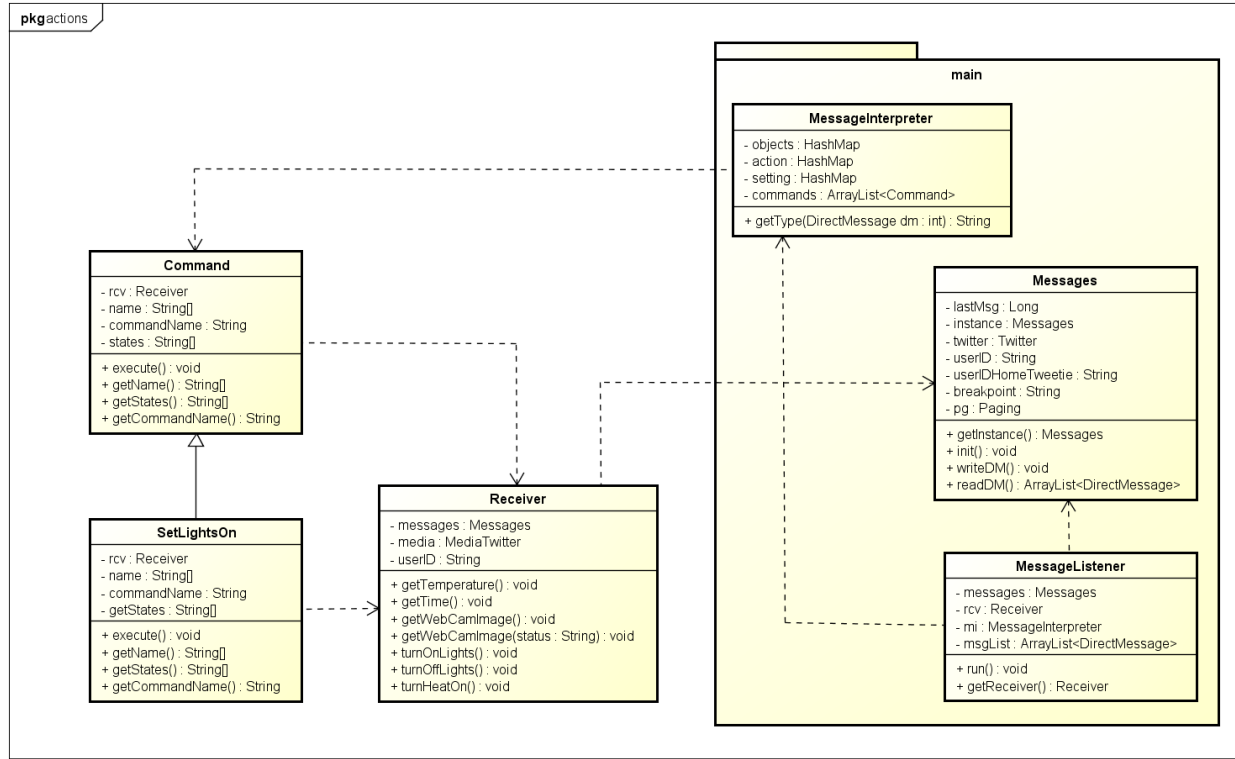 pkg actions
main
MessageInterpreter
- objects : HashMap
- action : HashMap
- setting : HashMap
- commands : ArrayList<Command>
+ getType(DirectMessage dm : int) : String
Command
- rcv : Receiver
- name : String[]
- commandName : String
- states : String[]
+ execute() : void
+ getName() : String[]
+ getStates() : String[]
+ getCommandName() : String
Messages
- lastMsg : Long
- instance : Messages
- twitter : Twitter
- userID : String
- userIDHomeTweetie : String
- breakpoint : String
- pg : Paging
+ getInstance() : Messages
+ init() : void
+ writeDM() : void
+ readDM() : ArrayList<DirectMessage>
SetLightsOn
- rcv : Receiver
- name : String[]
- commandName : String
- getStates : String[]
+ execute() : void
+ getName() : String[]
+ getStates() : String[]
+ getCommandName() : String
Receiver
- messages : Messages
- media : MediaTwitter
- userID : String
+ getTemperature() : void
+ getTime() : void
+ getWebCamImage() : void
+ getWebCamImage(status : String) : void
+ turnOnLights() : void
+ turnOffLights() : void
+ turnHeatOn() : void
MessageListener
- messages : Messages
- rcv : Receiver
- mi : MessageInterpreter
- msgList : ArrayList<DirectMessage>
+ run() : void
+ getReceiver() : Receiver